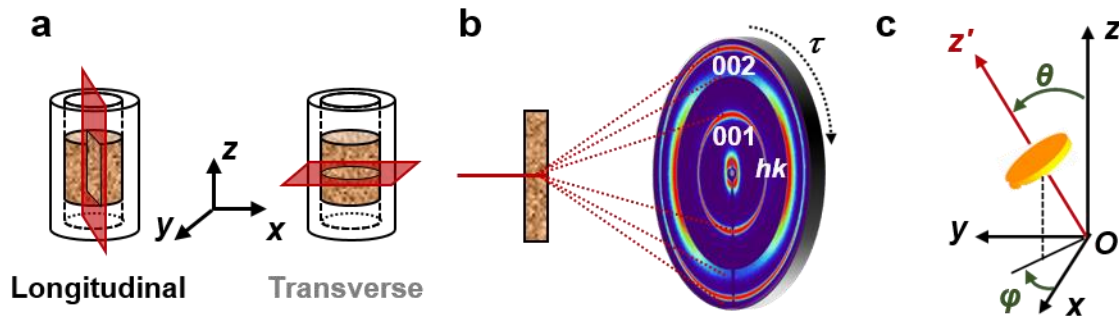 a
z
y
x
Longitudinal
Transverse
b
τ
002
001
hk
c
z'
z
θ
y
O
φ
x